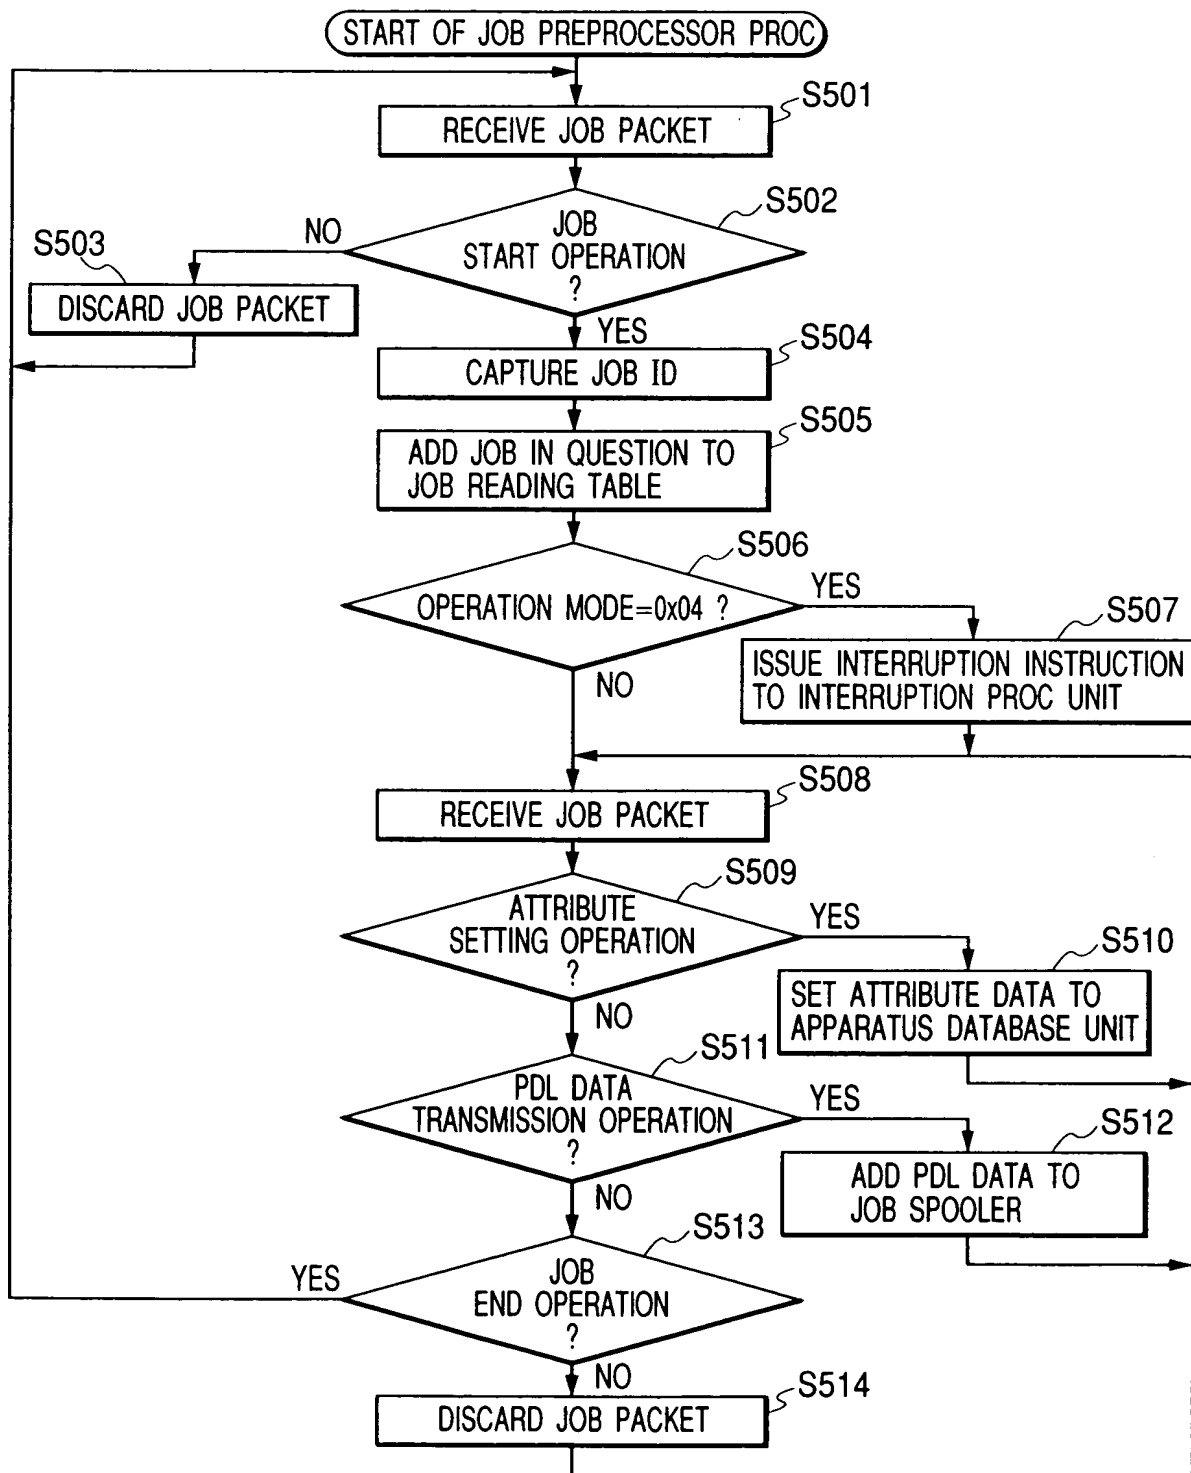 START OF JOB PREPROCESSOR PROC
S501
RECEIVE JOB PACKET
S502
JOB
START OPERATION
?
NO
S503
DISCARD JOB PACKET
YES
S504
CAPTURE JOB ID
S505
ADD JOB IN QUESTION TO
JOB READING TABLE
S506
OPERATION MODE=0x04 ?
YES
S507
ISSUE INTERRUPTION INSTRUCTION
TO INTERRUPTION PROC UNIT
NO
S508
RECEIVE JOB PACKET
S509
ATTRIBUTE
SETTING OPERATION
?
YES
S510
SET ATTRIBUTE DATA TO
APPARATUS DATABASE UNIT
NO
S511
PDL DATA
TRANSMISSION OPERATION
?
YES
S512
ADD PDL DATA TO
JOB SPOOLER
NO
S513
JOB
END OPERATION
?
YES
NO
S514
DISCARD JOB PACKET